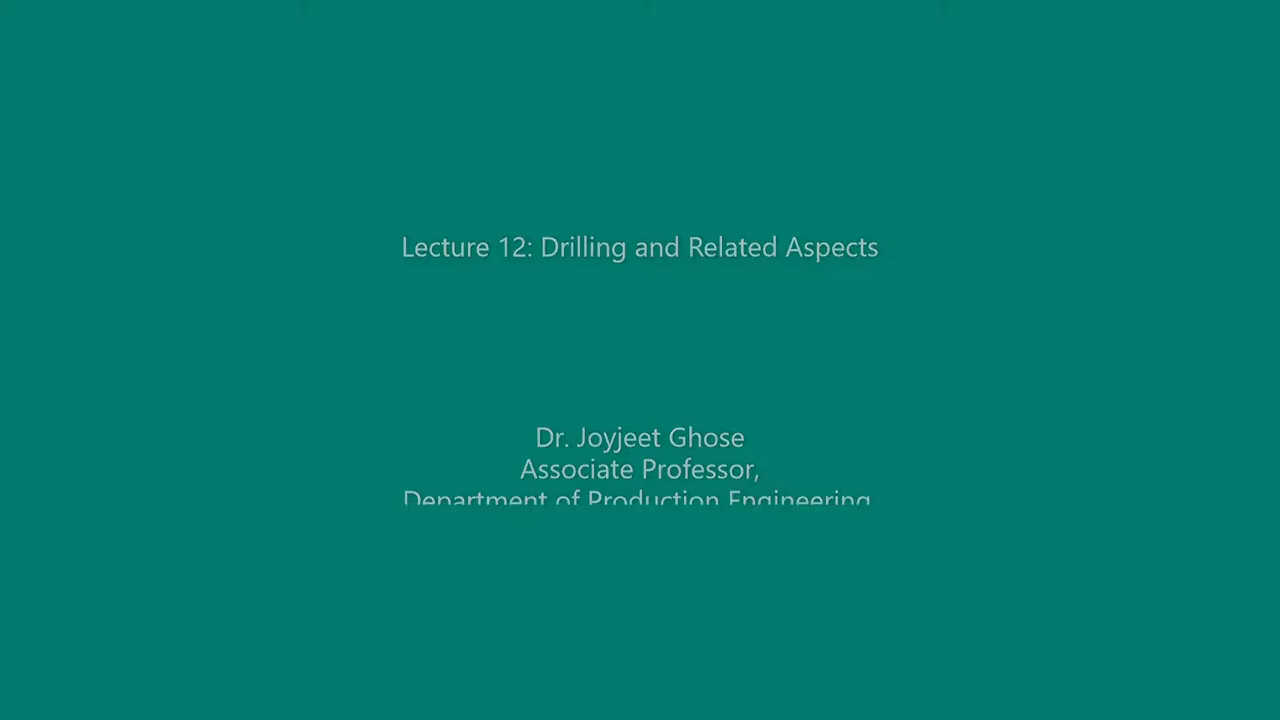 Lecture 12: Drilling and Related Aspects
Dr. Joyjeet Ghose
Associate Professor,
Department of Production Engineering